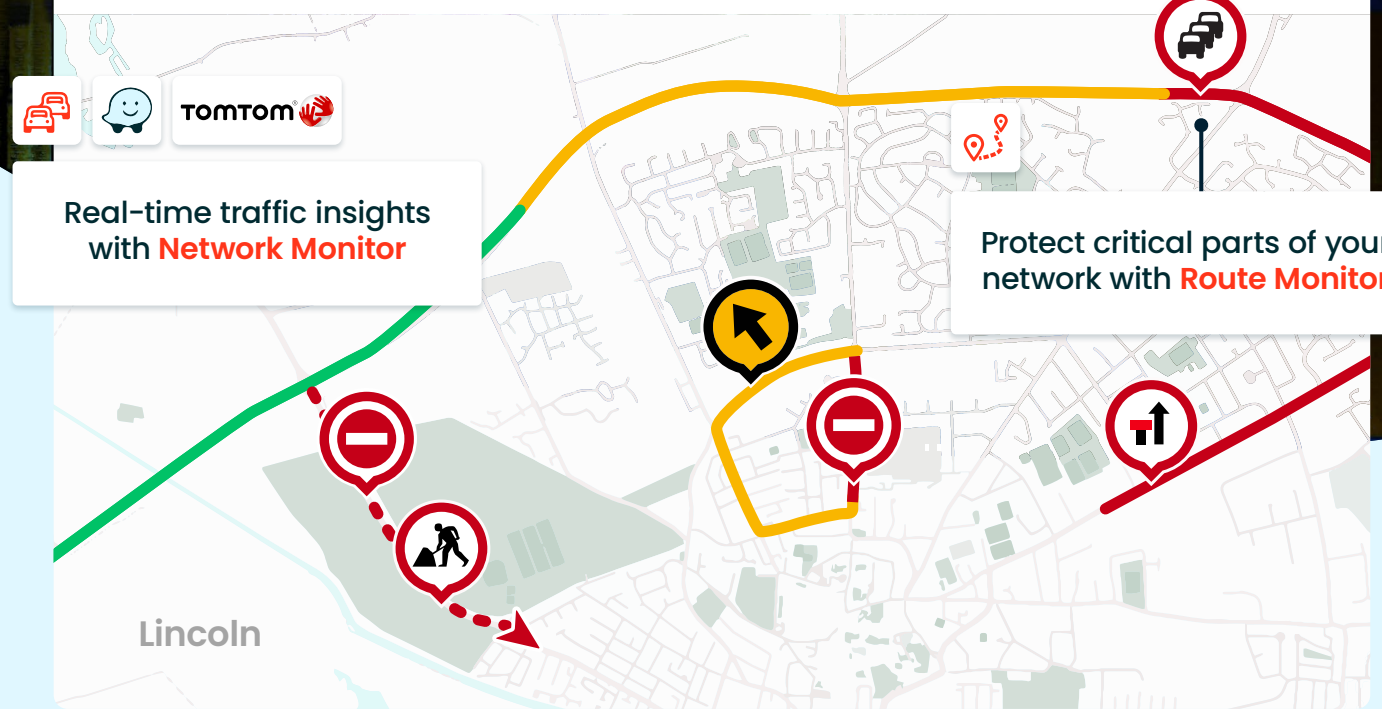 TOMTOM
Real-time traffic insights
with Network Monitor
Protect critical parts of your
network with Route Monitor
Lincoln